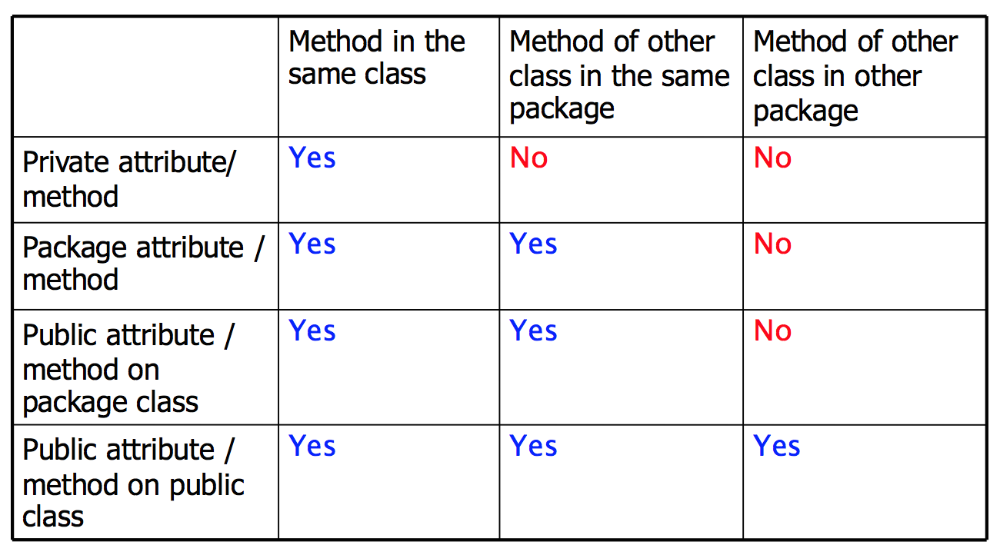 Method in the
same class
Method of other
class in the same
package
Method of other
class in other
package
Private attribute/
method
Yes
No
No
Package attribute /
method
Yes
Yes
No
Public attribute /
method on
package class
Yes
Yes
No
Public attribute /
method on public
class
Yes
Yes
Yes